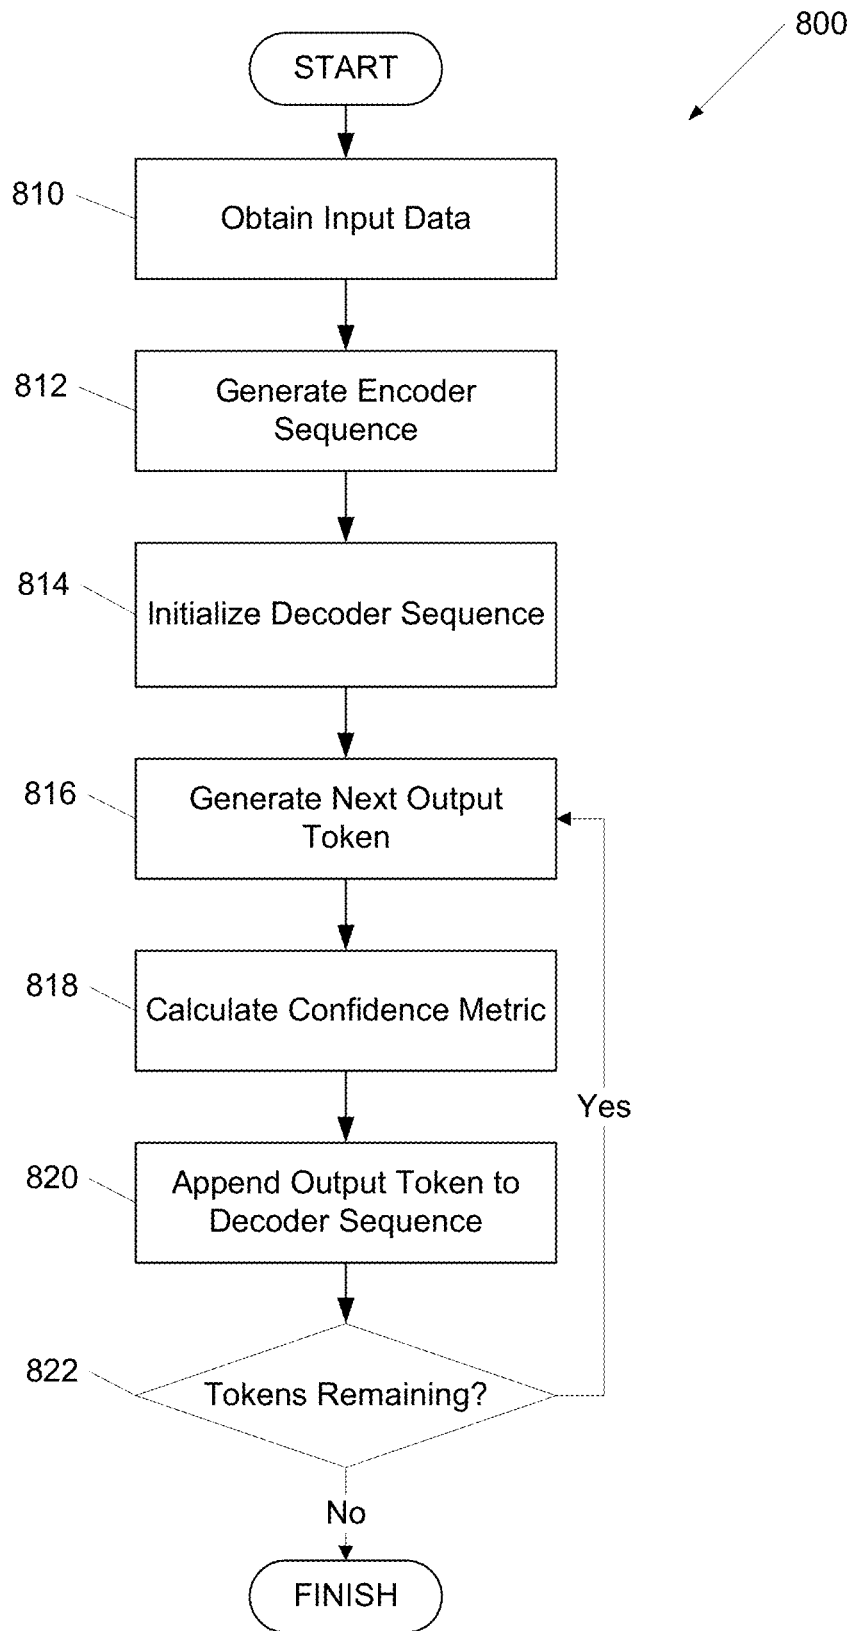 800
START
810
Obtain Input Data
812
Generate Encoder
Sequence
814
Initialize Decoder Sequence
816
Generate Next Output
Token
818
Calculate Confidence Metric
Yes
820
Append Output Token to
Decoder Sequence
822
Tokens Remaining?
No
FINISH